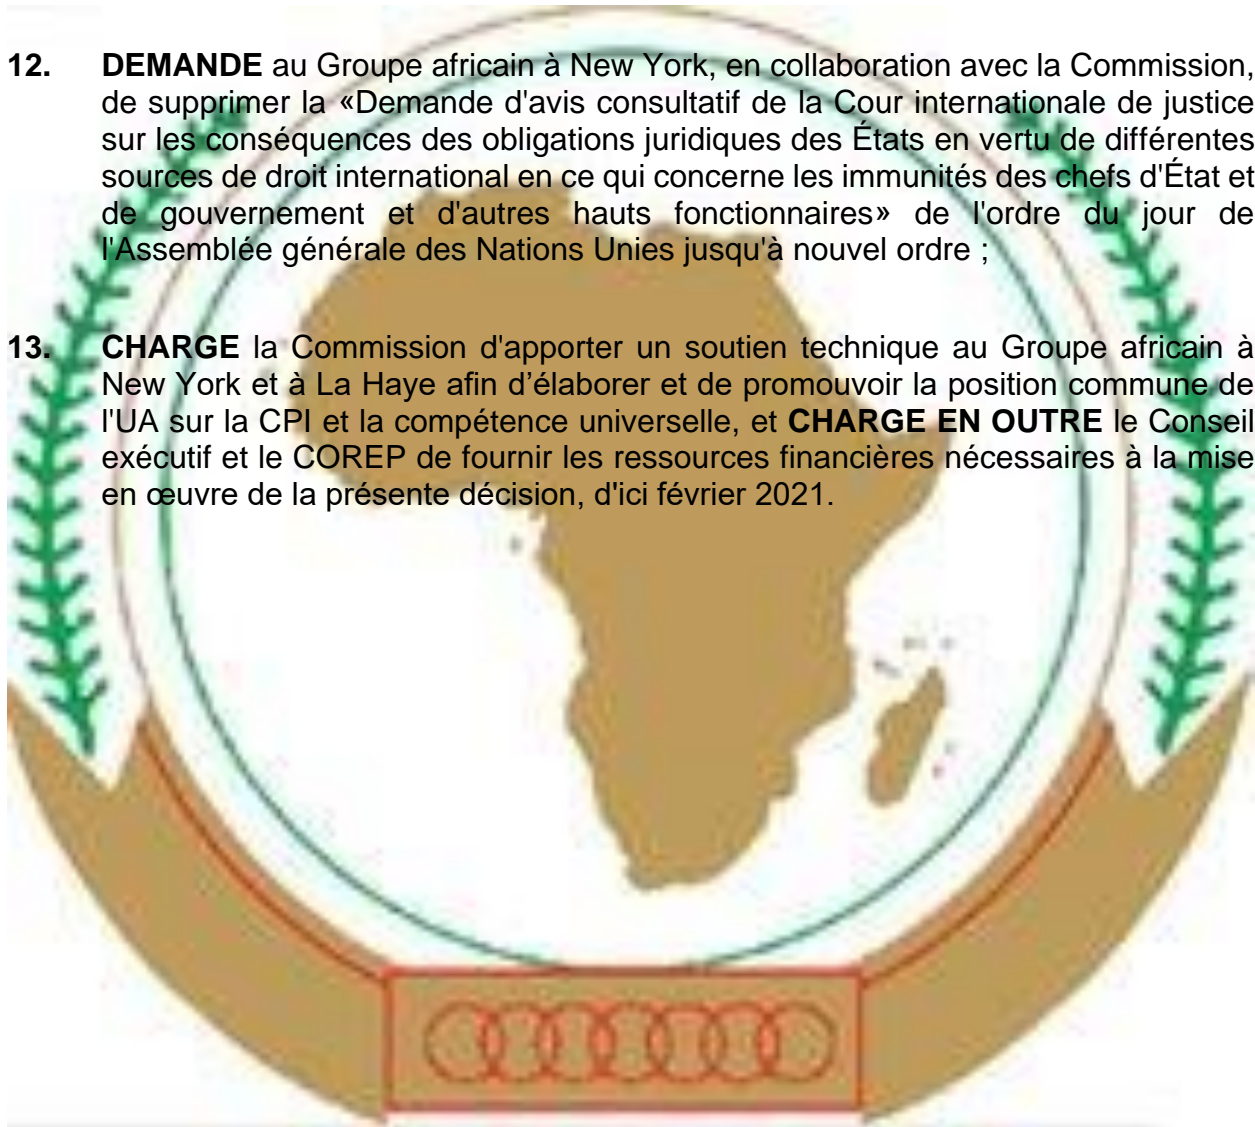 12. DEMANDE au Groupe africain à New York, en collaboration avec la Commission,
de supprimer la «Demande d'avis consultatif de la Cour internationale de justice
sur les conséquences des obligations juridiques des États en vertu de différentes
sources de droit international en ce qui concerne les immunités des chefs d'État et
de gouvernement et d'autres hauts fonctionnaires» de l'ordre du jour de
l'Assemblée générale des Nations Unies jusqu'à nouvel ordre ;
13. CHARGE la Commission d'apporter un soutien technique au Groupe africain à
New York et à La Haye afin d’élaborer et de promouvoir la position commune de
l'UA sur la CPI et la compétence universelle, et CHARGE EN OUTRE le Conseil
exécutif et le COREP de fournir les ressources financières nécessaires à la mise
en œuvre de la présente décision, d'ici février 2021.